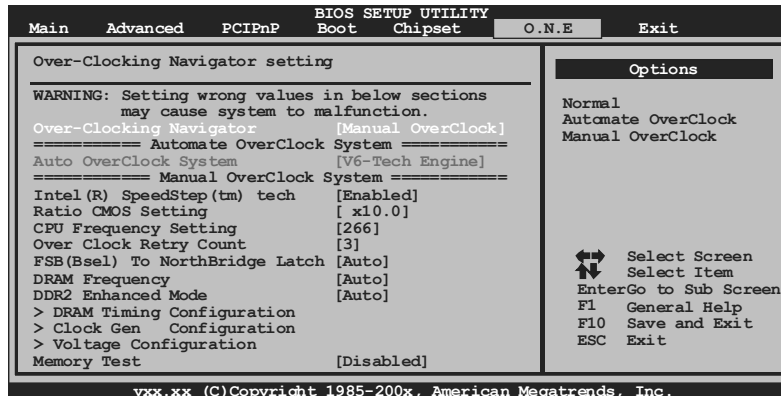 BIOS SETUP UTILITY
Main Advanced PCIPnP Boot Chipset O.N.E Exit
Over-Clocking Navigator setting
WARNING: Setting wrong values in below sections
may cause system to malfunction.
Over-Clocking Navigator [Manual OverClock]
=========== Automate OverClock System ===========
Auto OverClock System [V6-Tech Engine]
============ Manual OverClock System ============
Intel(R) SpeedStep(tm) tech [Enabled]
Ratio CMOS Setting [ x10.0]
CPU Frequency Setting [266]
Over Clock Retry Count [3]
FSB(Bsel) To NorthBridge Latch [Auto]
DRAM Frequency [Auto]
DDR2 Enhanced Mode [Auto]
> DRAM Timing Configuration
> Clock Gen Configuration
> Voltage Configuration
Memory Test [Disabled]
Options
Normal
Automate OverClock
Manual OverClock
Select Screen
Select Item
EnterGo to Sub Screen
F1 General Help
F10 Save and Exit
ESC Exit
vxx.xx (C)Copyright 1985-200x, American Megatrends, Inc.